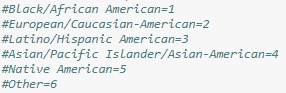 #Black/African American=1
#European/Caucasian-American=2
#Latino/Hispanic American=3
#Asian/Pacific Islander/Asian-American=4
#Native American=5
#Other=6